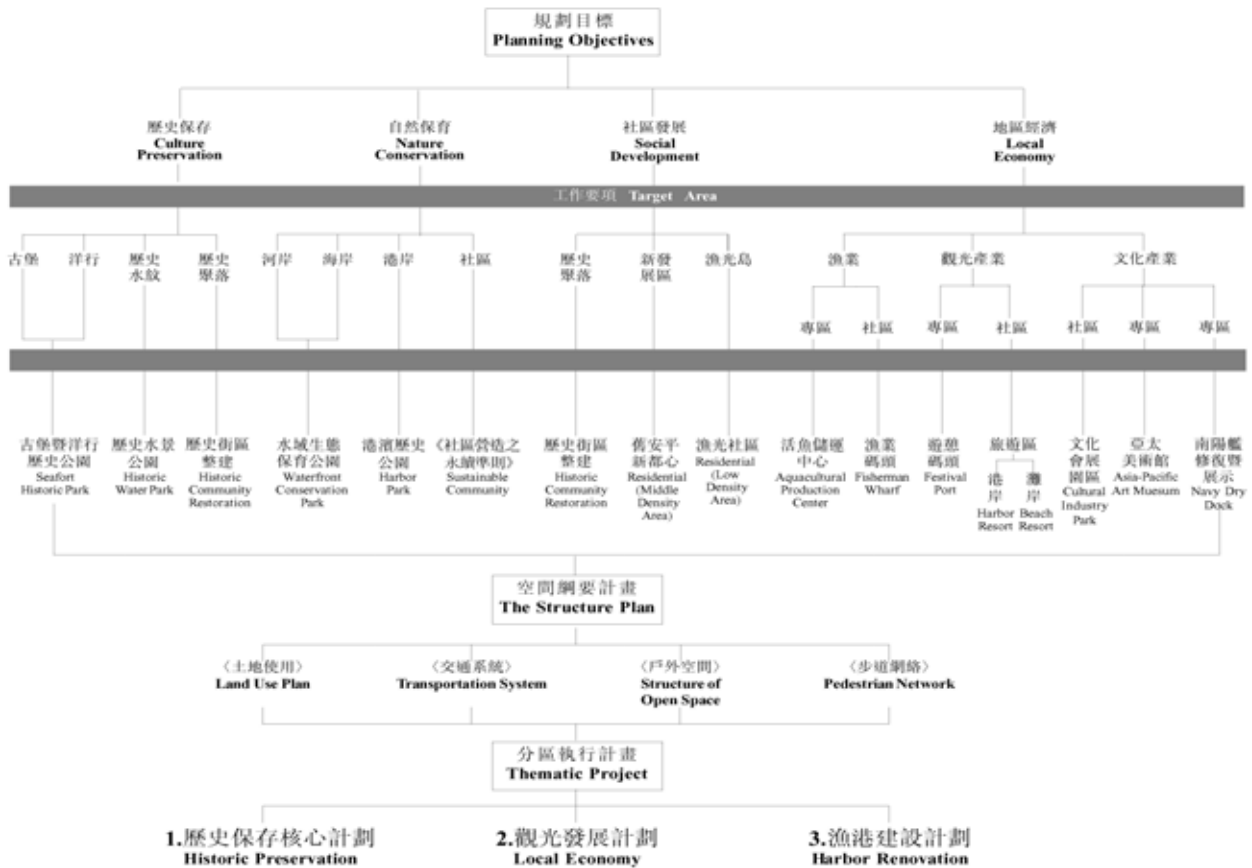 規劃目標
Planning Objectives
歷史保存
Culture
Preservation
自然保育
Nature
Conservation
社區發展
Social
Development
地區經濟
Local
Economy
工作要項 Target Area
古堡
洋行
歷史
水紋
歷史
聚落
河岸
海岸
港岸
社區
歷史
聚落
新發
展區
漁光島
漁業
觀光產業
文化產業
專區
社區
專區
社區
社區
專區
專區
古堡暨洋行
歷史公園
Seafort
Historic Park
歷史水景
公園
Historic
Water Park
歷史街區
整建
Historic
Community
Restoration
水域生態
保育公園
Waterfront
Conservation
Park
港濱歷史
公園
Harbor
Park
《社區營造之
永續準則》
Sustainable
Community
歷史街區
整建
Historic
Community
Restoration
舊安平
新都心
Residential
(Middle
Density
Area)
漁光社區
Residential
(Low
Density
Area)
活魚儲運
中心
Aquacultural
Production
Center
漁業
碼頭
Fisherman
Wharf
遊憩
碼頭
Festival
Port
旅遊區
港
岸
Harbor
Resort
灘
岸
Beach
Resort
文化
會展
園區
Cultural
Industry
Park
亞太
美術館
Asia-Pacific
Art Muesum
南陽艦
修復暨
展示
Navy Dry
Dock
空間綱要計畫
The Structure Plan
〈土地使用〉
Land Use Plan
〈交通系統〉
Transportation System
〈戶外空間〉
Structure of
Open Space
〈步道網絡〉
Pedestrian Network
分區執行計畫
Thematic Project
1.歷史保存核心計劃
Historic Preservation
2.觀光發展計劃
Local Economy
3.漁港建設計劃
Harbor Renovation